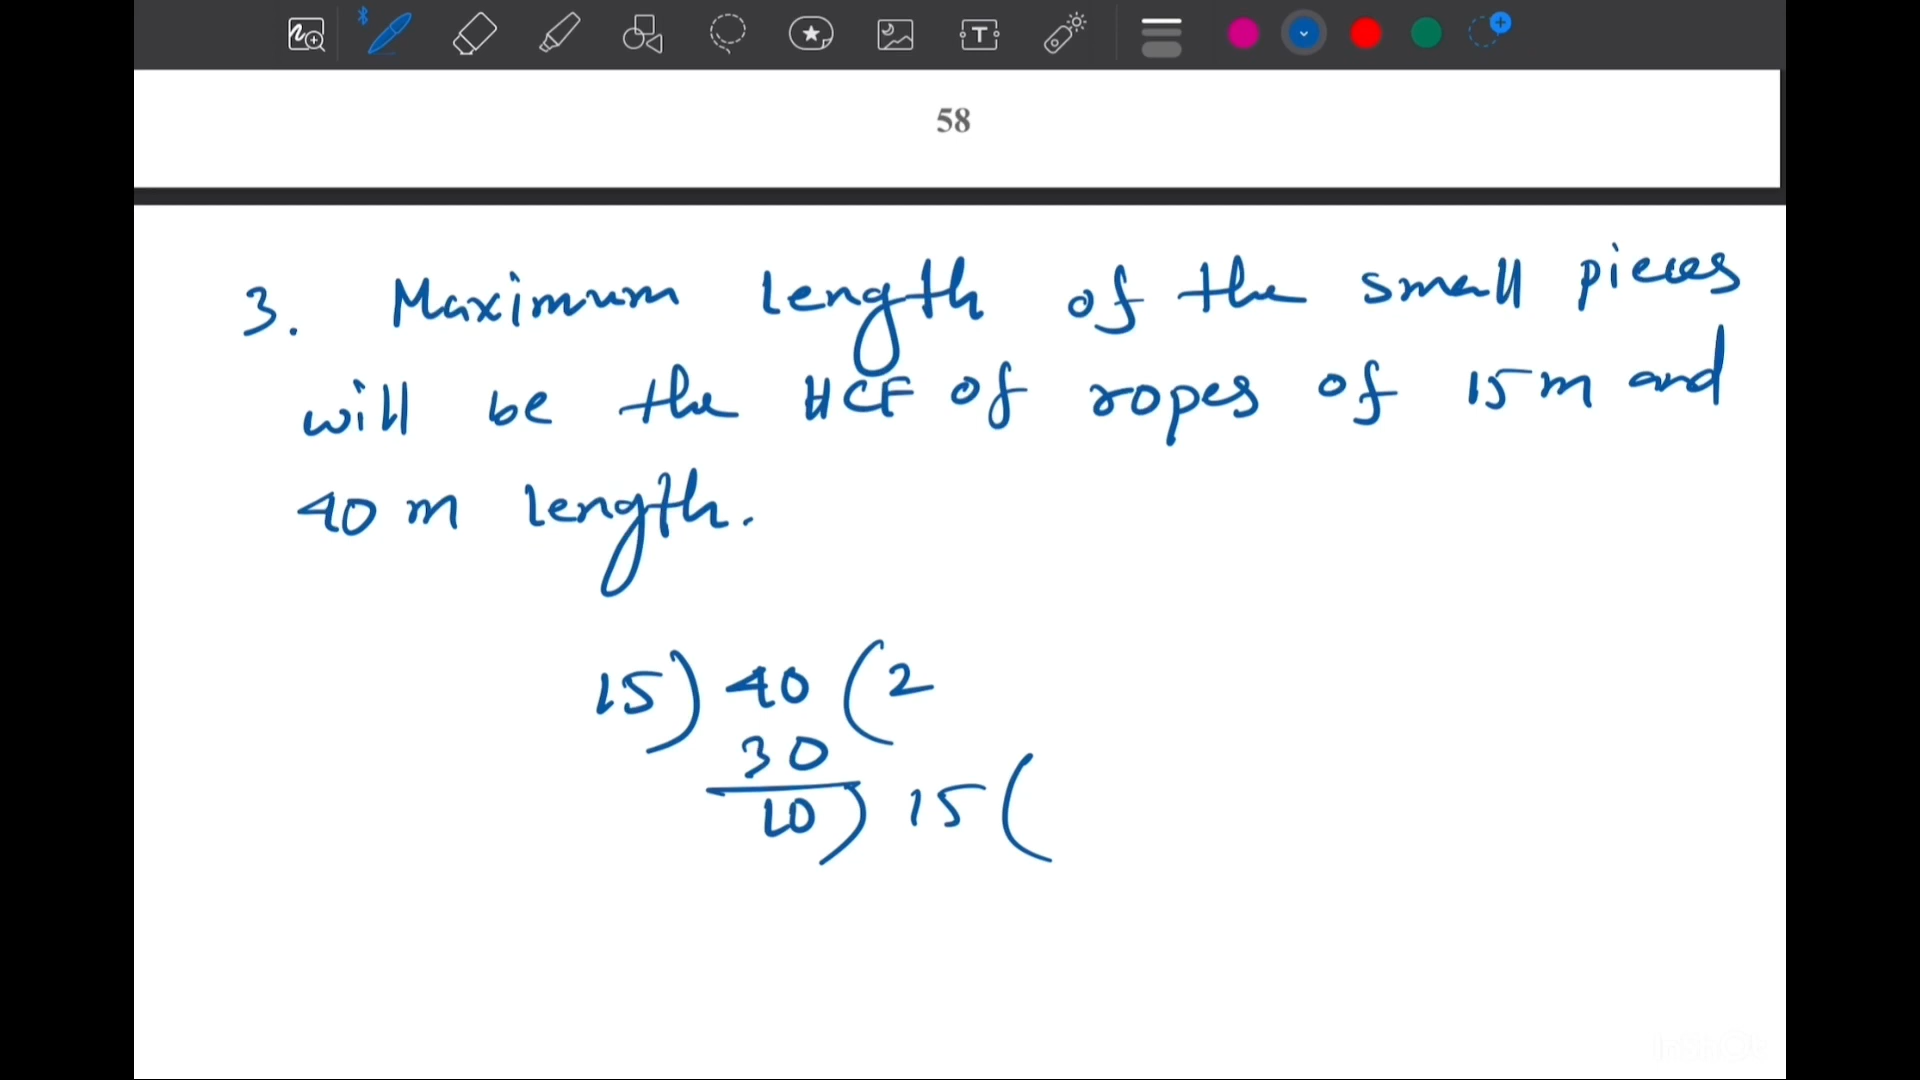 58
3. Maximum length of the small pieces
will be the HCF of ropes of 15 m and
40 m length.
15) 40 (2
30
10) 15 (